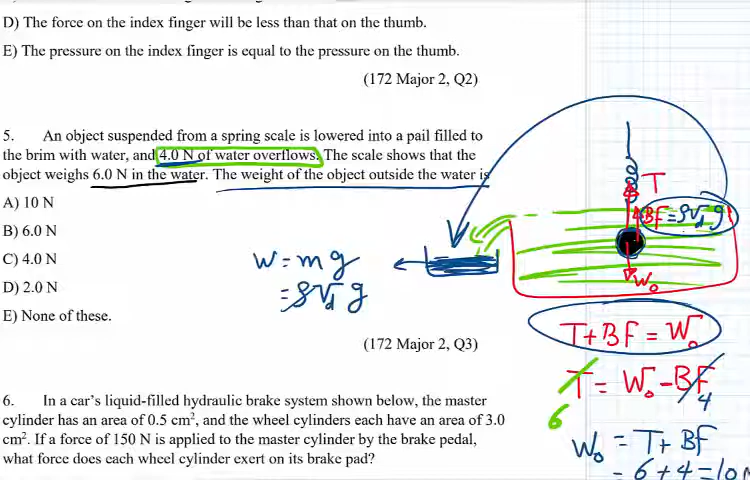 D) The force on the index finger will be less than that on the thumb.
E) The pressure on the index finger is equal to the pressure on the thumb.
(172 Major 2, Q2)
5. An object suspended from a spring scale is lowered into a pail filled to
the brim with water, and 4.0 N of water overflows. The scale shows that the
object weighs 6.0 N in the water. The weight of the object outside the water is
A) 10 N
B) 6.0 N
C) 4.0 N
D) 2.0 N
E) None of these.
(172 Major 2, Q3)
W = mg
= ρV_d g
T
BF = ρV_d g
W₀
T + BF = W₀
T = W₀ - BF
6
4
W₀ = T + BF
= 6 + 4 = 10 N
6. In a car’s liquid-filled hydraulic brake system shown below, the master
cylinder has an area of 0.5 cm², and the wheel cylinders each have an area of 3.0
cm². If a force of 150 N is applied to the master cylinder by the brake pedal,
what force does each wheel cylinder exert on its brake pad?